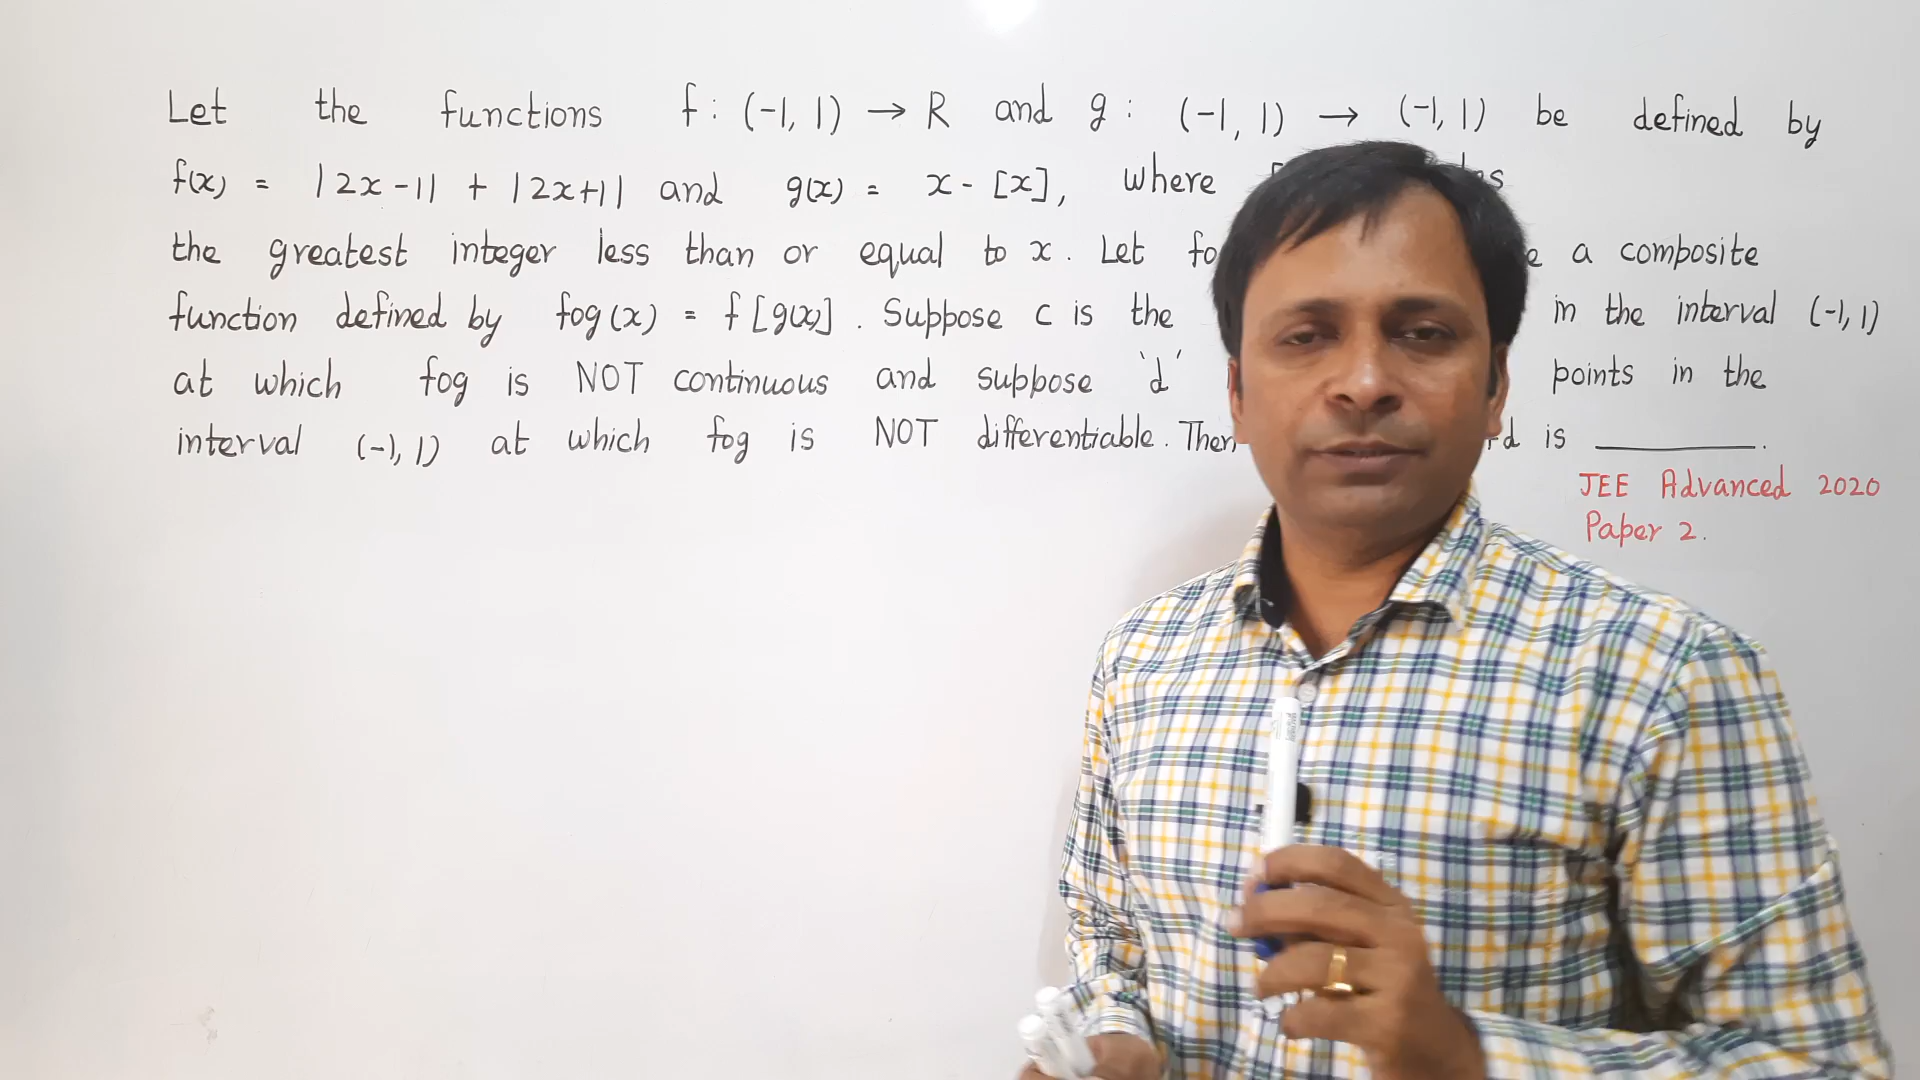 Let the functions f : (-1, 1) → R and g : (-1, 1) → (-1, 1) be defined by
f(x) = |2x-1| + |2x+1| and g(x) = x - [x], where
the greatest integer less than or equal to x. Let a composite
function defined by fog(x) = f[g(x)]. Suppose c is the in the interval (-1, 1)
at which fog is NOT continuous and suppose 'd' points in the
interval (-1, 1) at which fog is NOT differentiable. Then is ________.
JEE Advanced 2020
Paper 2.